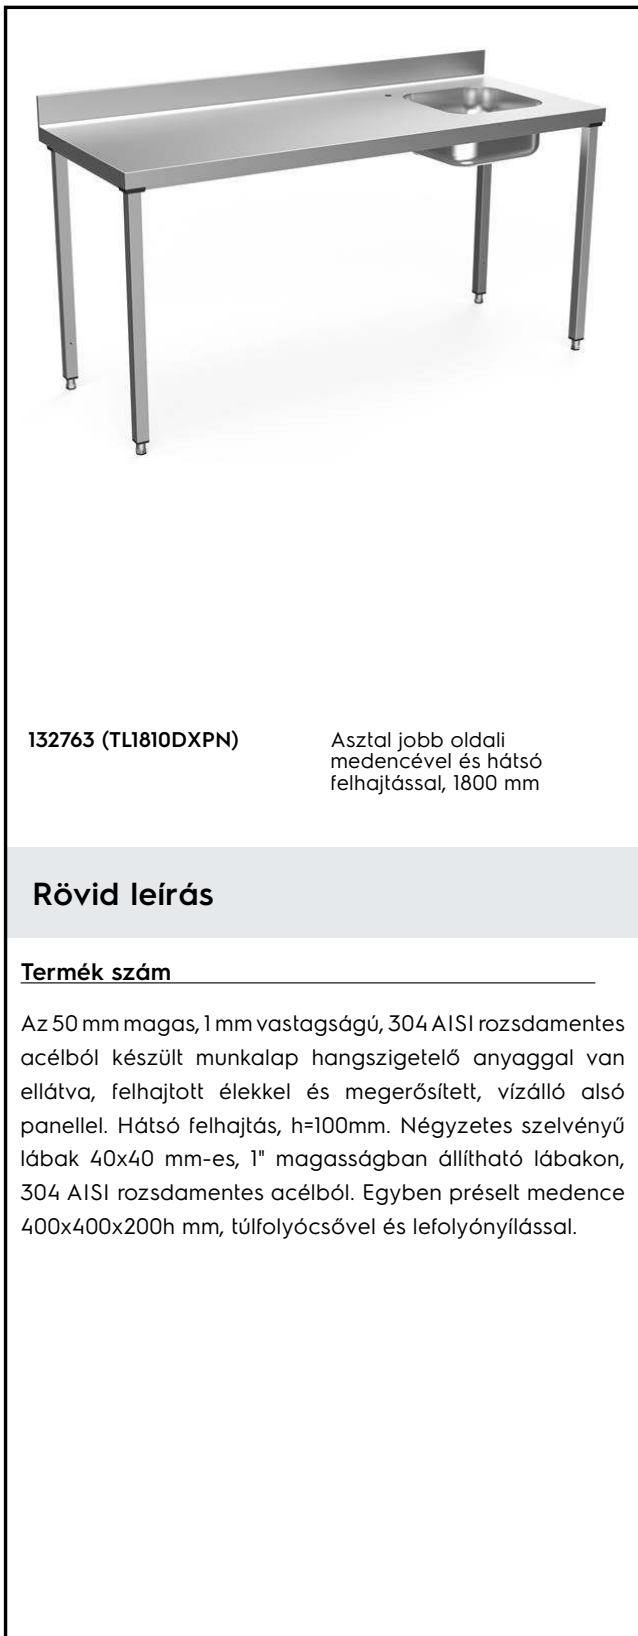 132763 (TL1810DXPN)
Asztal jobb oldali
medencével és hátsó
felhajtással, 1800 mm
Rövid leírás
Termék szám
Az 50 mm magas, 1 mm vastagságú, 304 AISI rozsdamentes
acélból készült munkalap hangszigetelő anyaggal van
ellátva, felhajtott élekkel és megerősített, vízálló alsó
panellel. Hátsó felhajtás, h=100mm. Négyzetes szelvényű
lábak 40x40 mm-es, 1" magasságban állítható lábakon,
304 AISI rozsdamentes acélból. Egyben préselt medence
400x400x200h mm, túlfolyócsővel és lefolyónyílással.